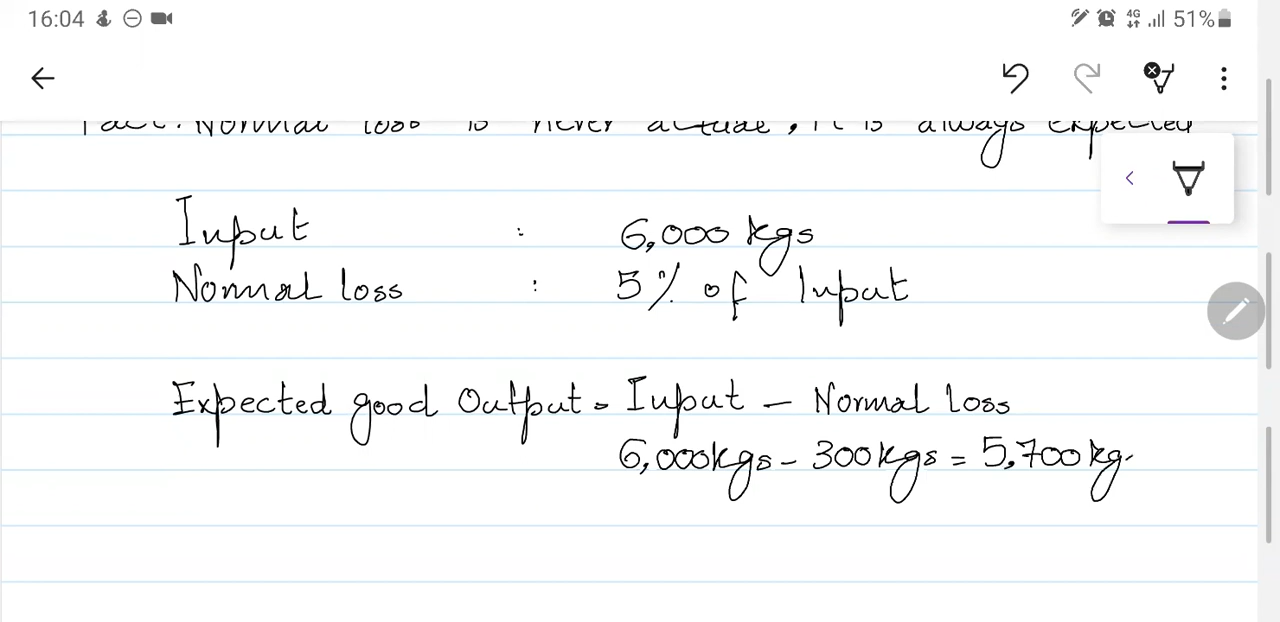 16:04 4G 51%
Fact: Normal loss is never actual, it is always expected
Input : 6,000 kgs
Normal loss : 5% of Input
Expected good Output = Input - Normal loss
6,000kgs - 300kgs = 5,700kg.